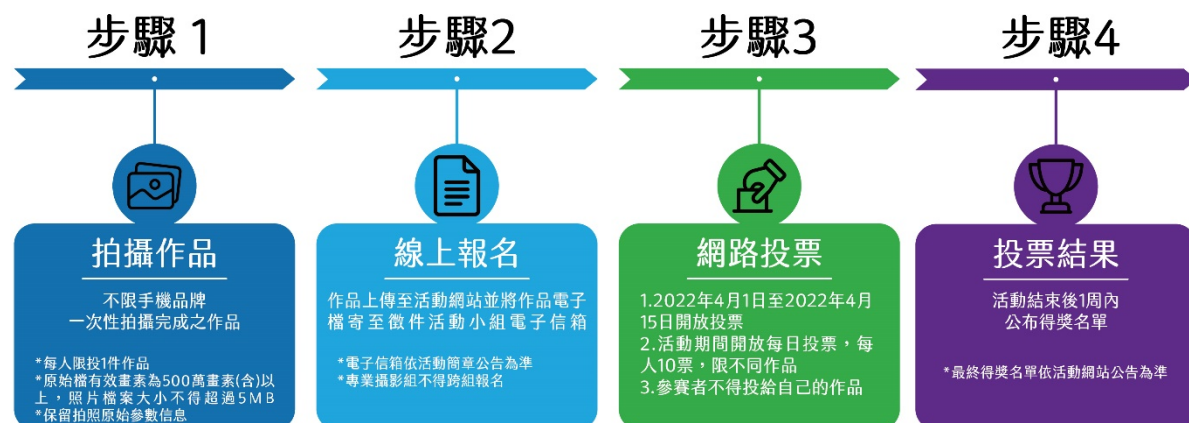 步驟 1
拍攝作品
不限手機品牌
一次性拍攝完成之作品
*每人限投1件作品
*原始檔有效畫素為500萬畫素(含)以
上，照片檔案大小不得超過5MB
*保留拍照原始參數信息
步驟2
線上報名
作品上傳至活動網站並將作品電子
檔寄至徵件活動小組電子信箱
*電子信箱依活動簡章公告為準
*專業攝影組不得跨組報名
步驟3
網路投票
1.2022年4月1日至2022年4月
15日開放投票
2.活動期間開放每日投票，每
人10票，限不同作品
3.參賽者不得投給自己的作品
步驟4
投票結果
活動結束後1周內
公布得獎名單
*最終得獎名單依活動網站公告為準